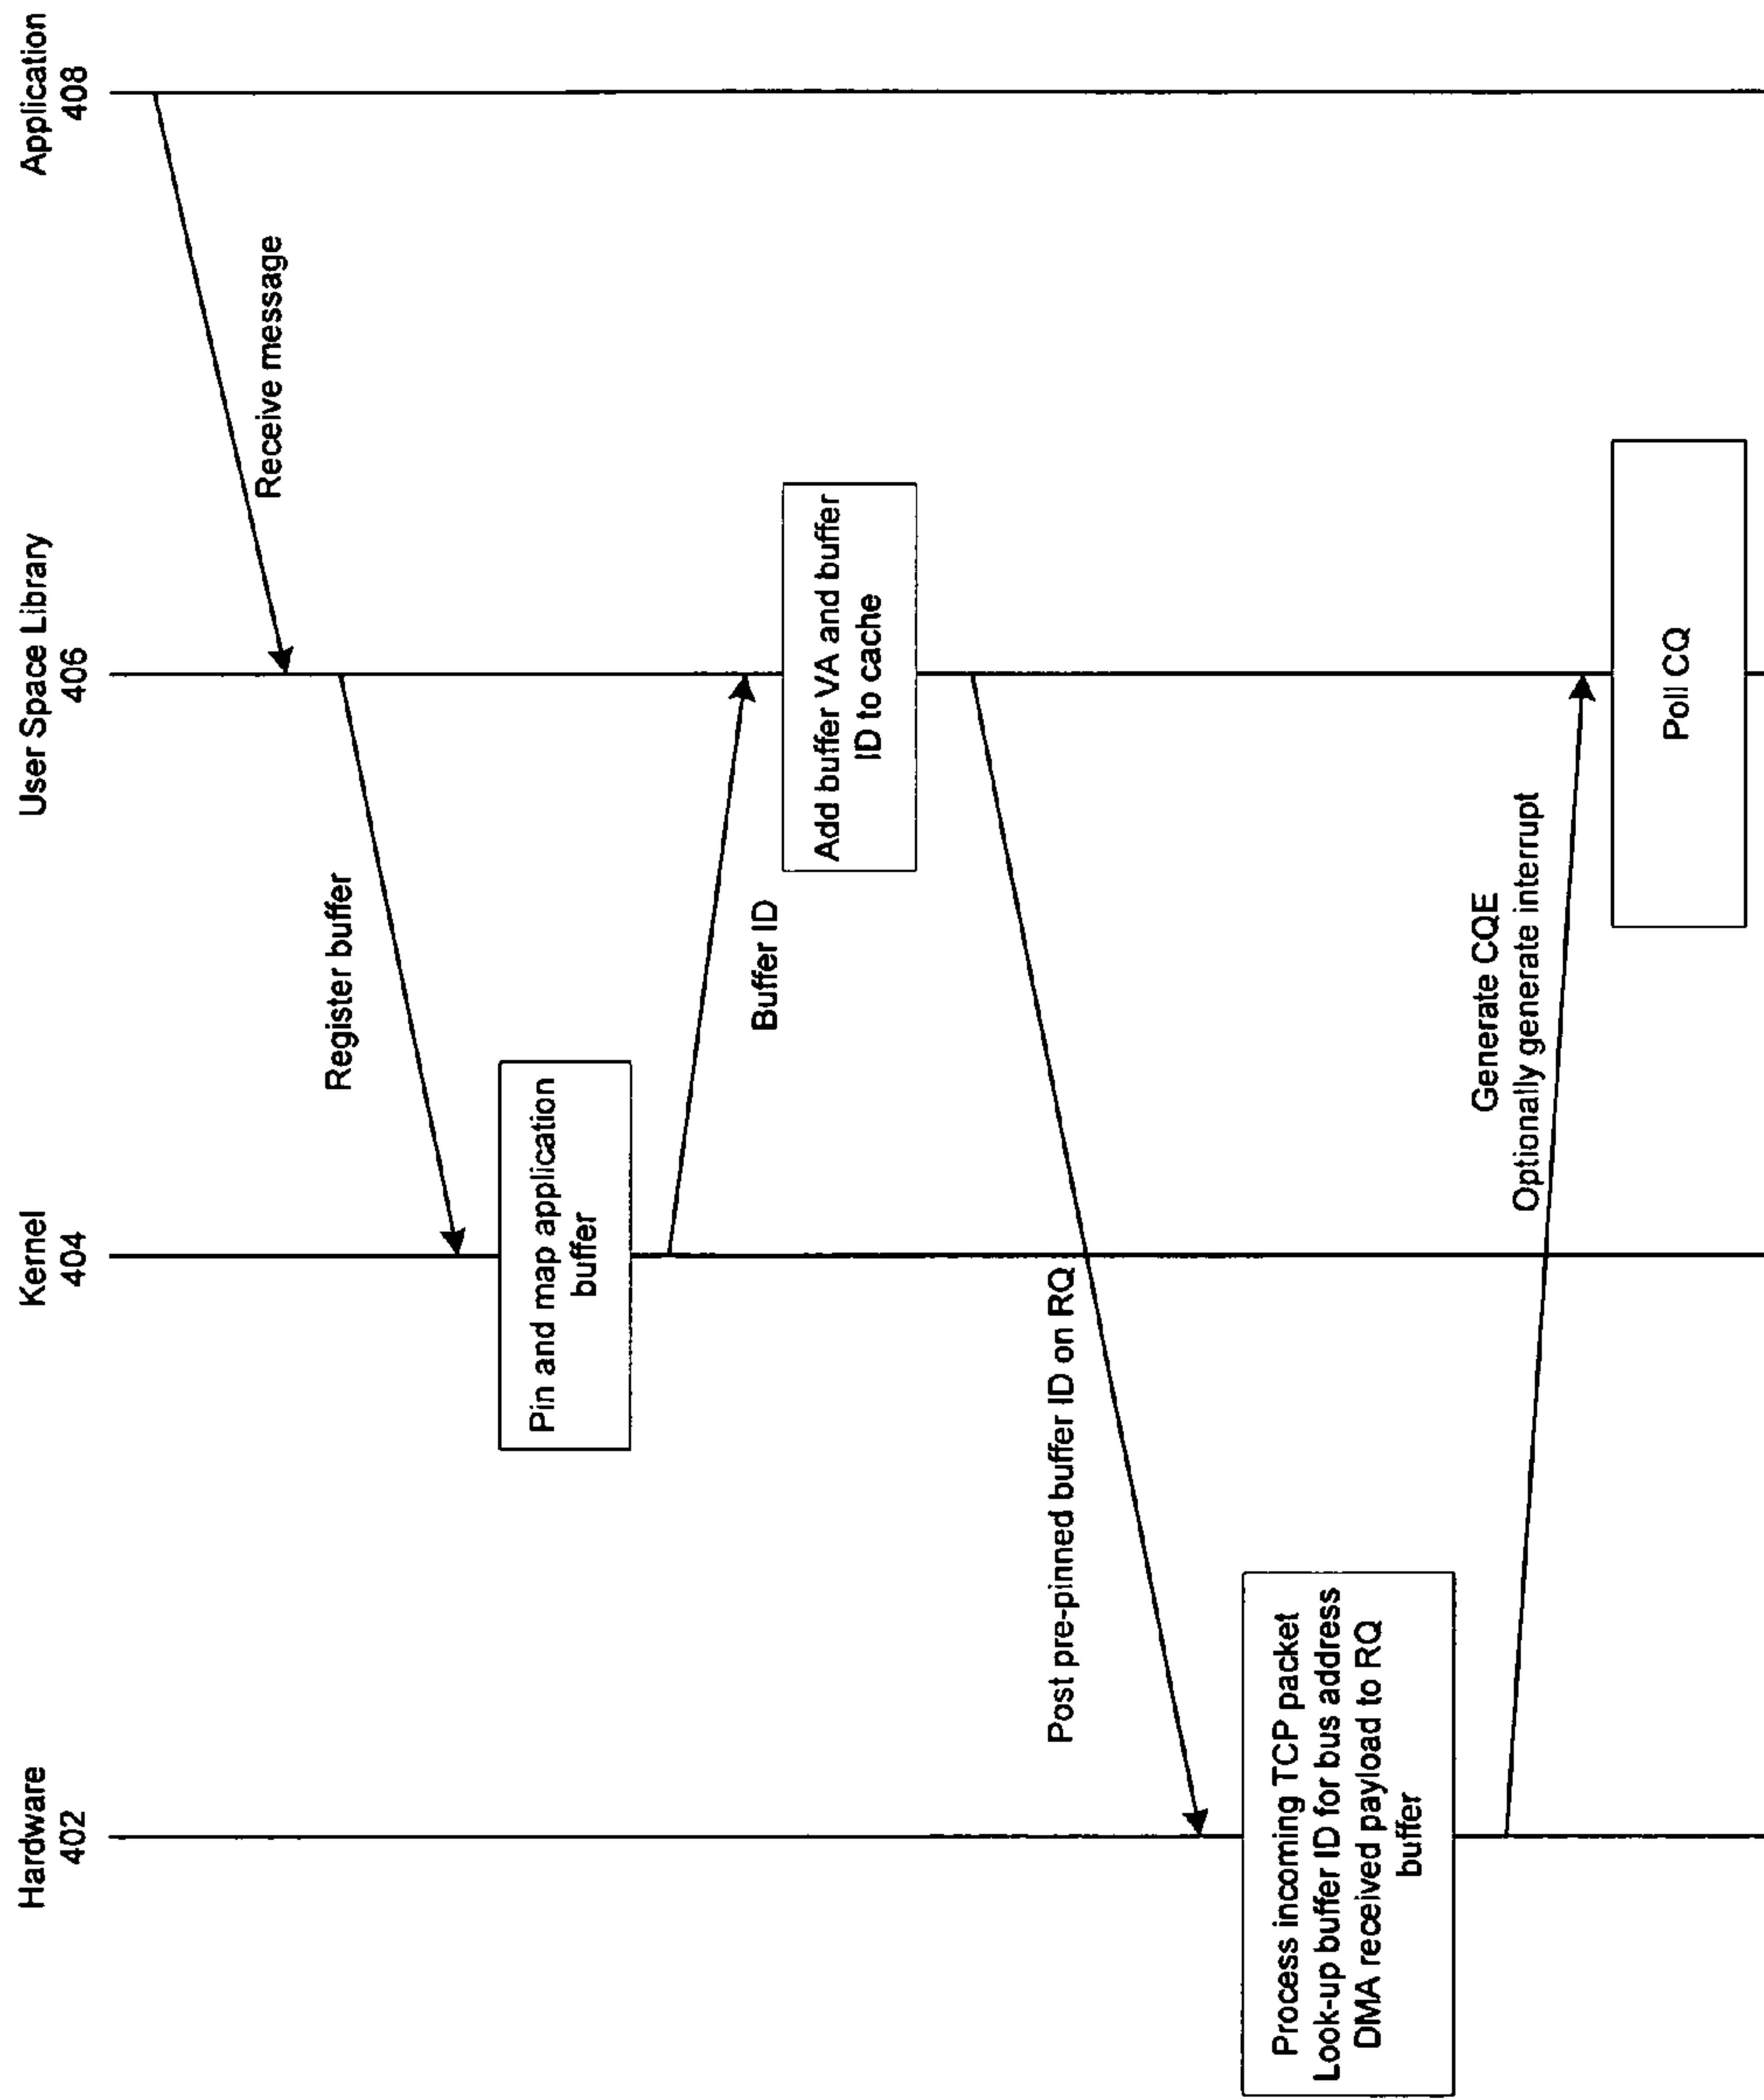 Hardware
402
Kernel
404
User Space Library
406
Application
408
Receive message
Register buffer
Pin and map application
buffer
Buffer ID
Add buffer VA and buffer
ID to cache
Post pre-pinned buffer ID on RQ
Process incoming TCP packet
Look-up buffer ID for bus address
DMA received payload to RQ
buffer
Generate CQE
Optionally generate interrupt
Poll CQ